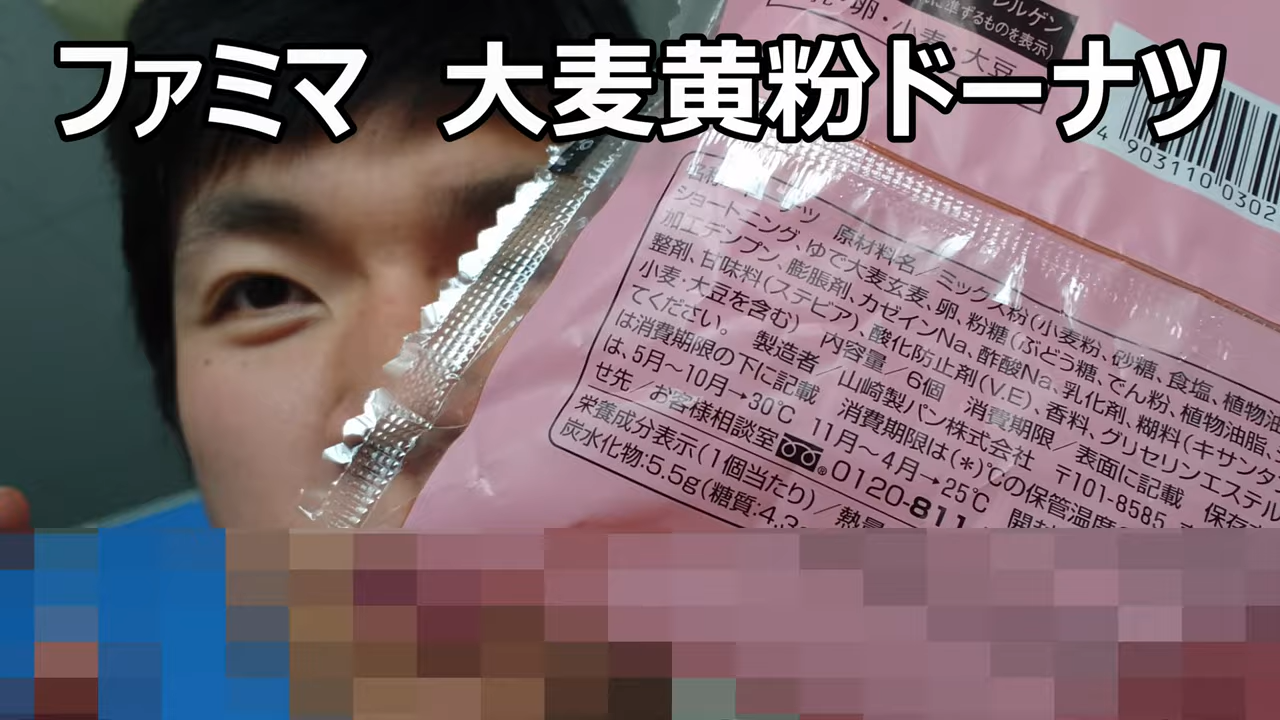 ファミマ　大麦黄粉ドーナツ
レルゲン
に準ずるものを表示)
・卵・小麦・大豆
4 903110 0302
原材料名／ミックス粉(小麦粉、砂糖、食塩、植物油
ショートニング、ゆで大麦玄麦、卵、粉糖(ぶどう糖、でん粉、植物油脂、
加工デンプン、膨脹剤、カゼインNa、酢酸Na、乳化剤、糊料(キサンタ
整剤、甘味料(ステビア)、酸化防止剤(V.E)、香料、グリセリンエステル
小麦・大豆を含む)　内容量／6個　消費期限／表面に記載　保存
てください。　製造者／山崎製パン株式会社　〒101-8585
は消費期限の下に記載　消費期限は(*)℃の保管温度
は、5月～10月→30℃　11月～4月→25℃　開封
せ先／お客様相談室 0120-811
栄養成分表示(1個当たり)／熱量
炭水化物:5.5g(糖質:4.3